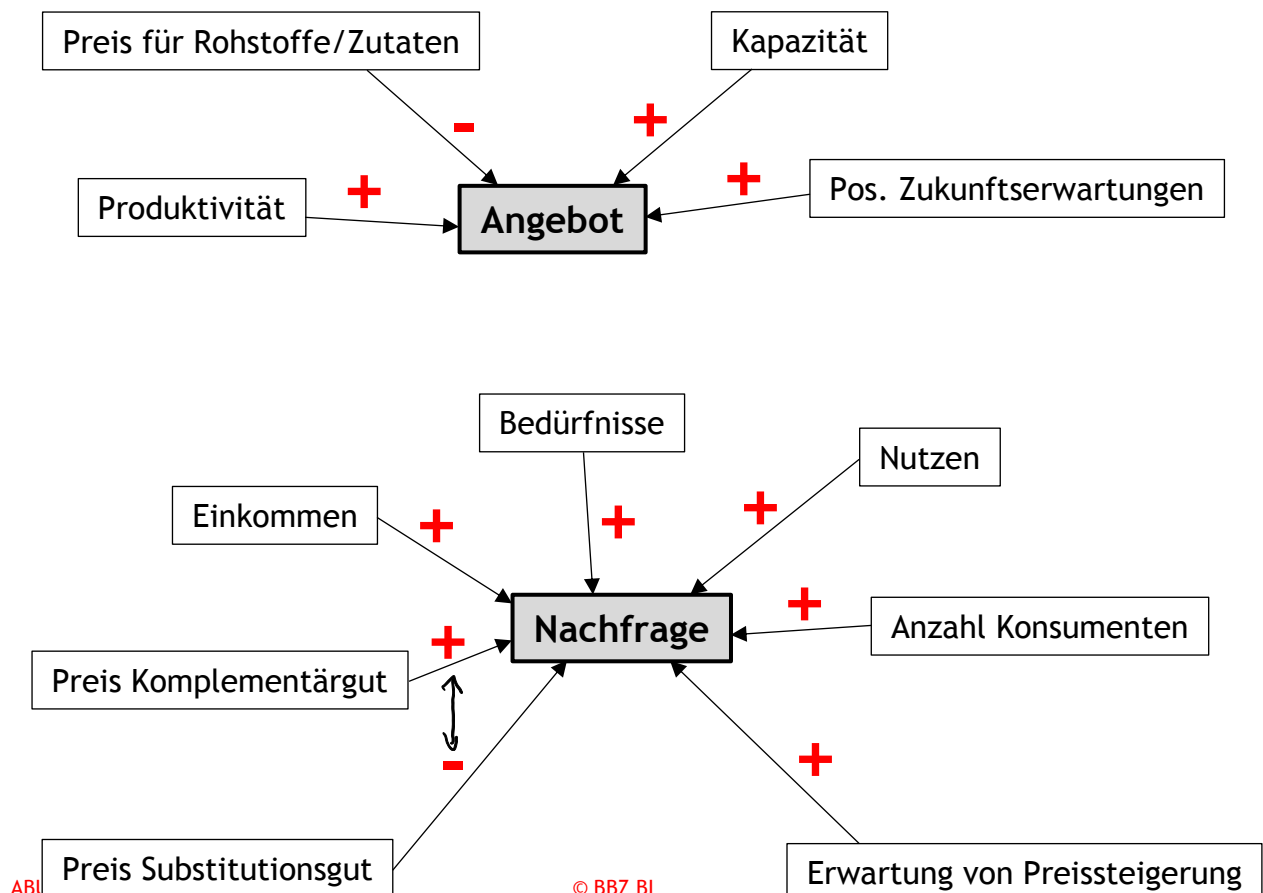 Preis für Rohstoffe/Zutaten
Kapazität
-
+
Produktivität
+
Angebot
+
Pos. Zukunftserwartungen
Bedürfnisse
Nutzen
Einkommen
+
+
+
Nachfrage
+
Anzahl Konsumenten
+
Preis Komplementärgut
-
+
Preis Substitutionsgut
Erwartung von Preissteigerung
© BBZ BL